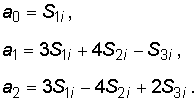 a₀ = S₁ᵢ,
a₁ = 3S₁ᵢ + 4S₂ᵢ − S₃ᵢ,
a₂ = 3S₁ᵢ − 4S₂ᵢ + 2S₃ᵢ.